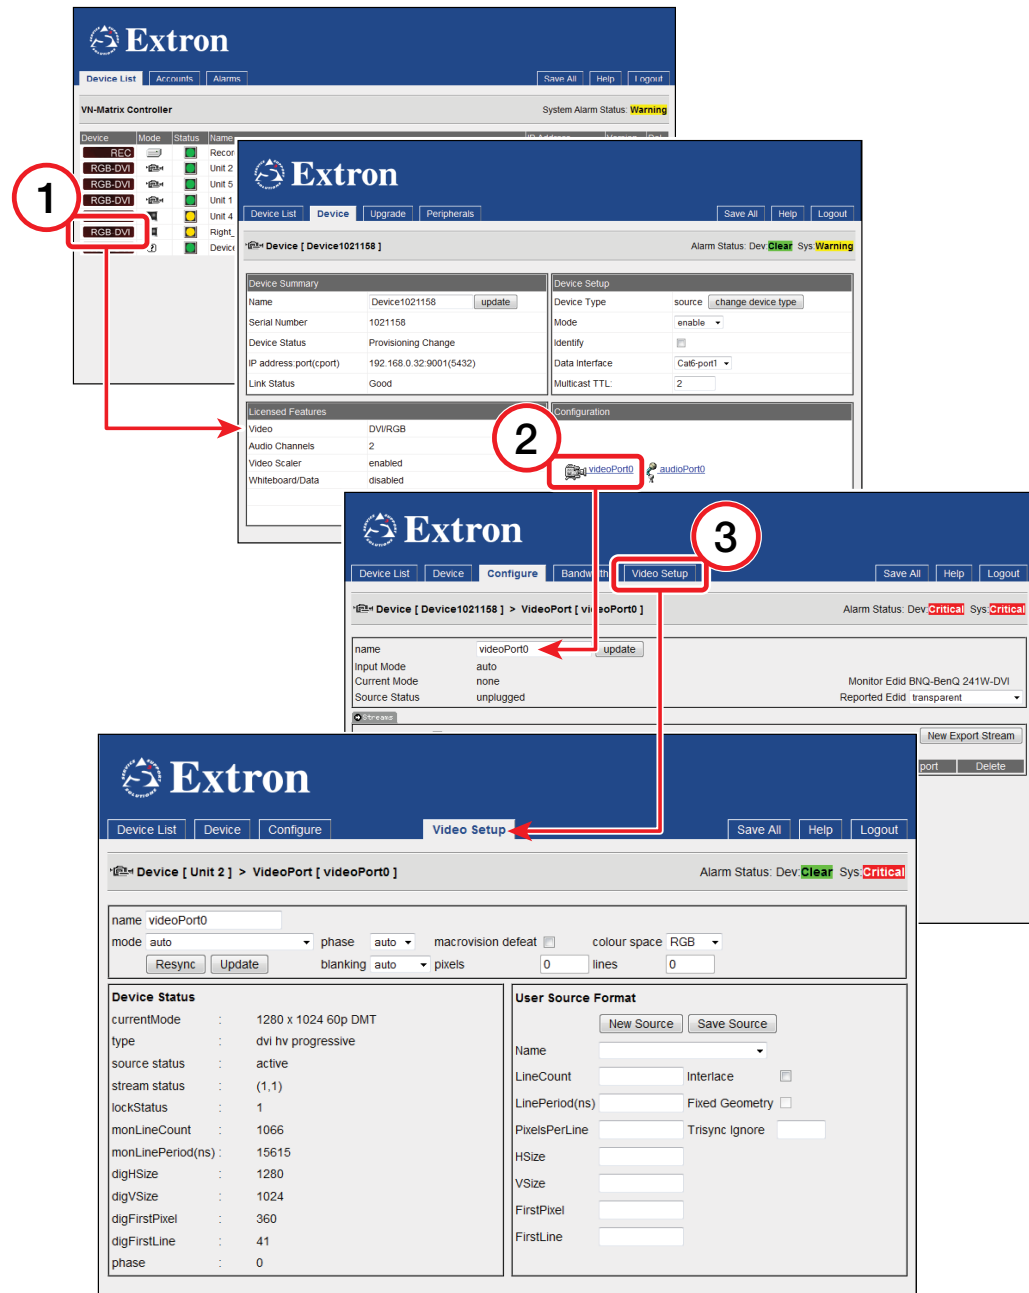 Extron
Device List Accounts Alarms Save All Help Logout
VN-Matrix Controller System Alarm Status: Warning
Device Mode Status Name
REC Recor
RGB-DVI Unit 2
RGB-DVI Unit 5
RGB-DVI Unit 1
Unit 4
RGB DVI Right_
Device
1
Extron
Device List Device Upgrade Peripherals Save All Help Logout
Device [ Device1021158 ] Alarm Status: Dev: Clear Sys: Warning
Device Summary
Name Device1021158 update
Serial Number 1021158
Device Status Provisioning Change
IP address:port(cport) 192.168.0.32:9001(5432)
Link Status Good
Device Setup
Device Type source change device type
Mode enable
Identify
Data Interface Cat6-port1
Multicast TTL: 2
Licensed Features
Video DVI/RGB
Audio Channels 2
Video Scaler enabled
Whiteboard/Data disabled
Configuration
2
videoPort0 audioPort0
Extron
3
Device List Device Configure Bandwidth Video Setup Save All Help Logout
Device [ Device1021158 ] > VideoPort [ videoPort0 ] Alarm Status: Dev: Critical Sys: Critical
name videoPort0 update
Input Mode auto
Current Mode none Monitor Edid BNQ-BenQ 241W-DVI
Source Status unplugged Reported Edid transparent
Streams
New Export Stream
port Delete
Extron
Device List Device Configure Video Setup Save All Help Logout
Device [ Unit 2 ] > VideoPort [ videoPort0 ] Alarm Status: Dev: Clear Sys: Critical
name videoPort0
mode auto phase auto macrovision defeat colour space RGB
Resync Update blanking auto pixels 0 lines 0
Device Status
currentMode : 1280 x 1024 60p DMT
type : dvi hv progressive
source status : active
stream status : (1,1)
lockStatus : 1
monLineCount : 1066
monLinePeriod(ns) : 15615
digHSize : 1280
digVSize : 1024
digFirstPixel : 360
digFirstLine : 41
phase : 0
User Source Format
New Source Save Source
Name
LineCount Interlace
LinePeriod(ns) Fixed Geometry
PixelsPerLine Trisync Ignore
HSize
VSize
FirstPixel
FirstLine